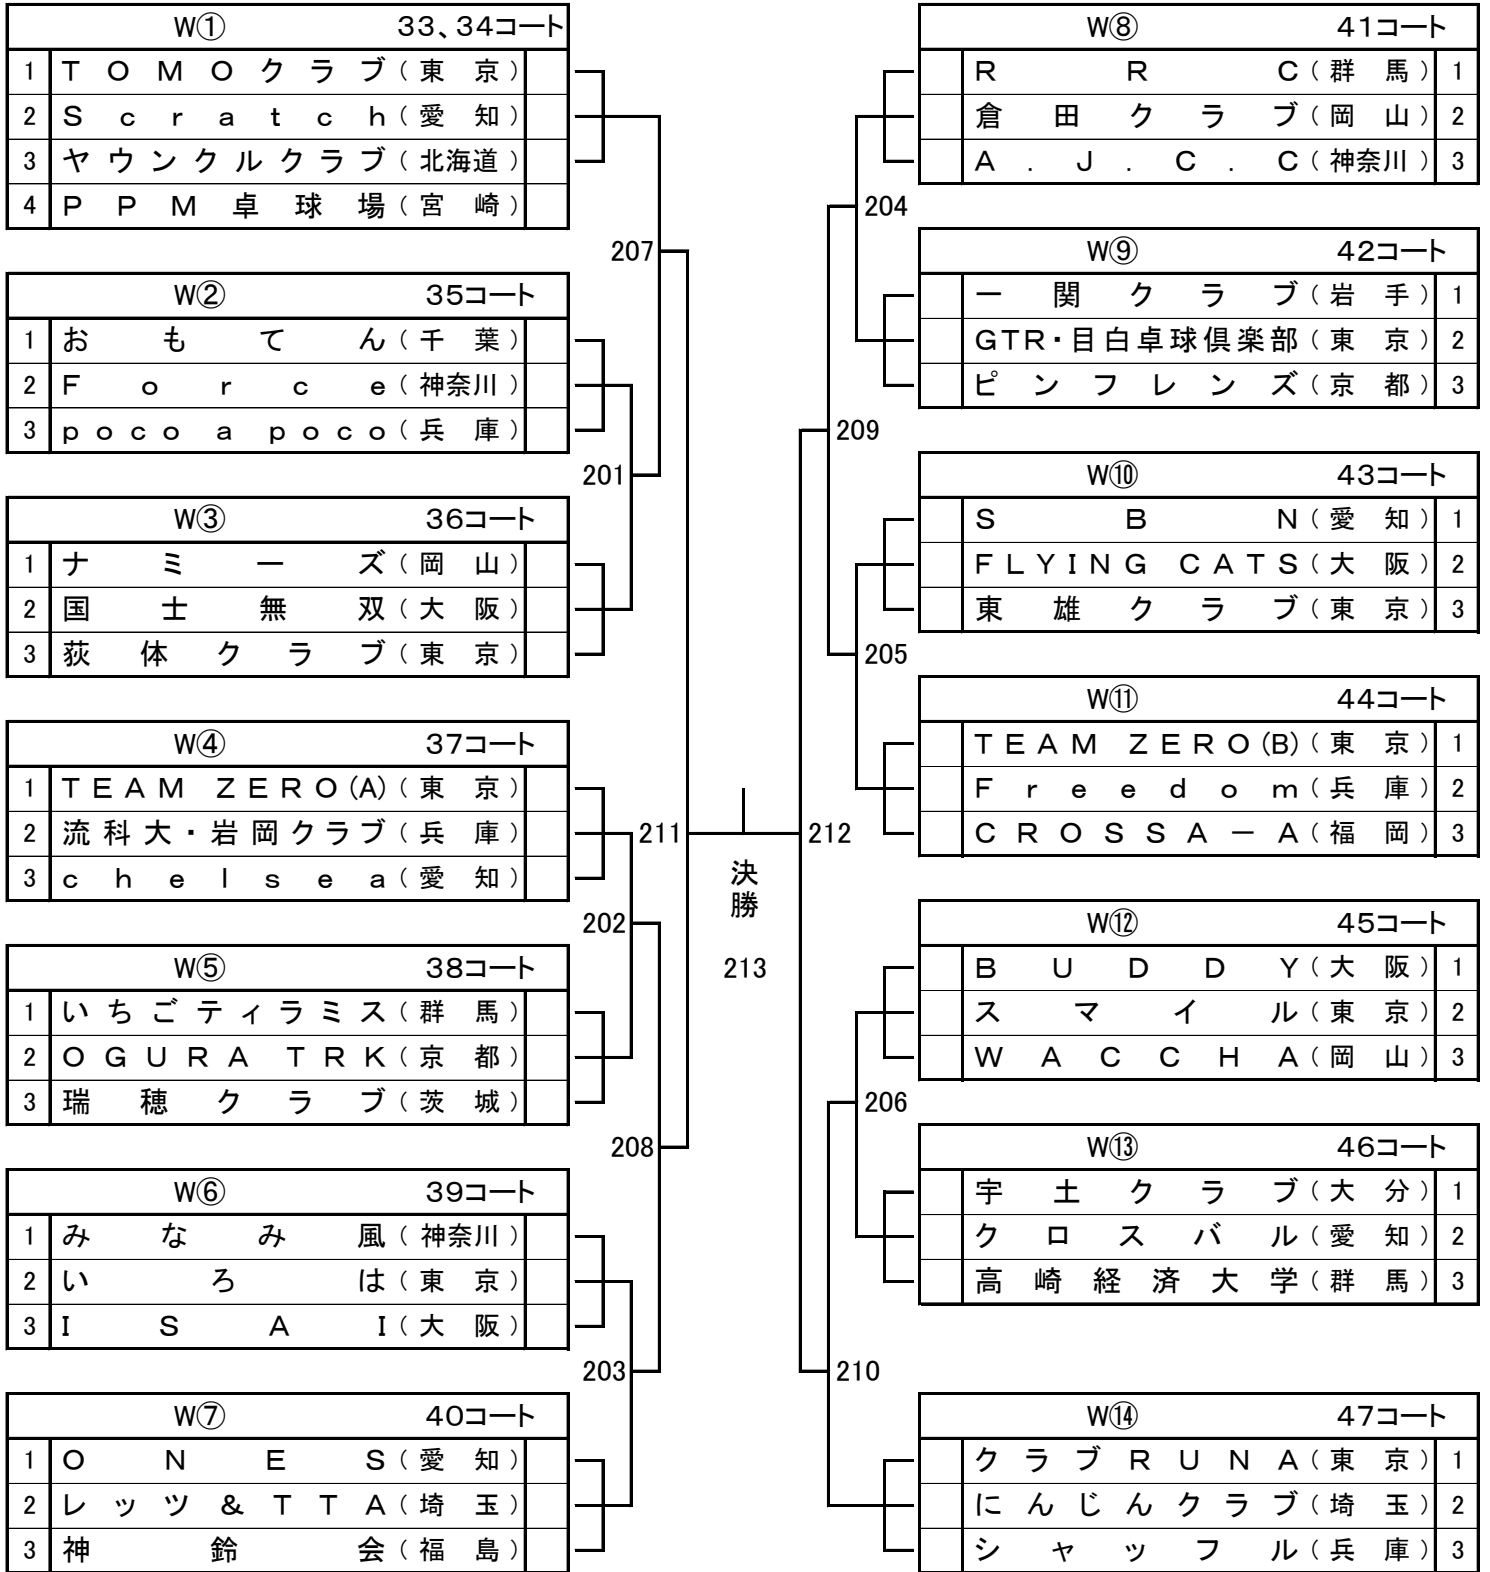 W① 33、34コート
1 TOMOクラブ(東京)
2 Scratch(愛知)
3 ヤウンクルクラブ(北海道)
4 PPM卓球場(宮崎)
207
W② 35コート
1 おもてん(千葉)
2 Force(神奈川)
3 poco a poco(兵庫)
201
W③ 36コート
1 ナミーズ(岡山)
2 国士無双(大阪)
3 荻体クラブ(東京)
W④ 37コート
1 TEAM ZERO(A)(東京)
2 流科大・岩岡クラブ(兵庫)
3 chelsea(愛知)
211
202
W⑤ 38コート
1 いちごティラミス(群馬)
2 OGURA TRK(京都)
3 瑞穂クラブ(茨城)
208
W⑥ 39コート
1 みなみ風(神奈川)
2 いろは(東京)
3 ISAI(大阪)
203
W⑦ 40コート
1 ONES(愛知)
2 レッツ&TTA(埼玉)
3 神鈴会(福島)
決勝
213
W⑧ 41コート
RRC(群馬) 1
倉田クラブ(岡山) 2
A.J.C.C(神奈川) 3
204
W⑨ 42コート
一関クラブ(岩手) 1
GTR・目白卓球倶楽部(東京) 2
ピンフレンズ(京都) 3
209
W⑩ 43コート
SBN(愛知) 1
FLYING CATS(大阪) 2
東雄クラブ(東京) 3
205
W⑪ 44コート
TEAM ZERO(B)(東京) 1
Freedom(兵庫) 2
CROSSA-A(福岡) 3
212
W⑫ 45コート
BUDDY(大阪) 1
スマイル(東京) 2
WACCHA(岡山) 3
206
W⑬ 46コート
宇土クラブ(大分) 1
クロスバル(愛知) 2
高崎経済大学(群馬) 3
210
W⑭ 47コート
クラブRUNA(東京) 1
にんじんクラブ(埼玉) 2
シャッフル(兵庫) 3